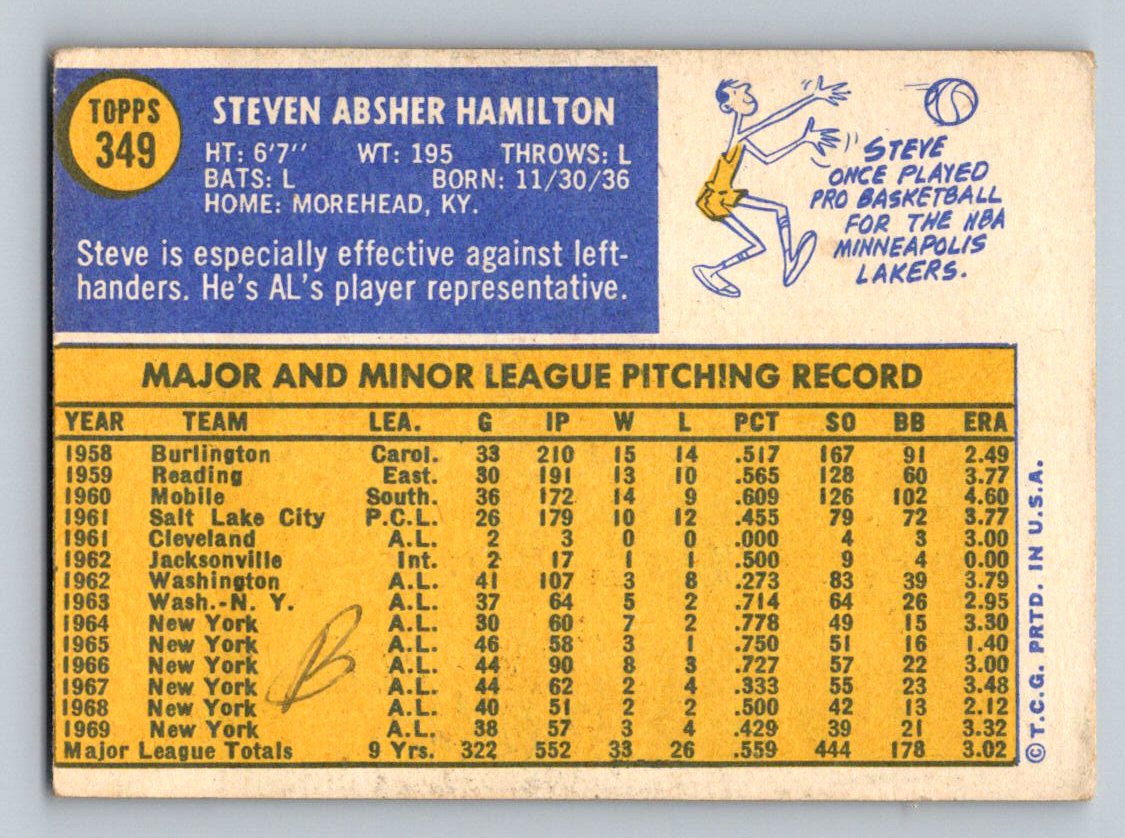 TOPPS
349
STEVEN ABSHER HAMILTON
HT: 6'7" WT: 195 THROWS: L
BATS: L BORN: 11/30/36
HOME: MOREHEAD, KY.
Steve is especially effective against left-
handers. He's AL's player representative.
STEVE
ONCE PLAYED
PRO BASKETBALL
FOR THE NBA
MINNEAPOLIS
LAKERS.
MAJOR AND MINOR LEAGUE PITCHING RECORD
YEAR TEAM LEA. G IP W L PCT SO BB ERA
1958 Burlington Carol. 33 210 15 14 .517 167 91 2.49
1959 Reading East. 30 191 13 10 .565 128 60 3.77
1960 Mobile South. 36 172 14 9 .609 126 102 4.60
1961 Salt Lake City P.C.L. 26 179 10 12 .455 79 72 3.77
1961 Cleveland A.L. 2 3 0 0 .000 4 3 3.00
1962 Jacksonville Int. 2 17 1 1 .500 9 4 0.00
1962 Washington A.L. 41 107 3 8 .273 83 39 3.79
1963 Wash.-N. Y. A.L. 37 64 5 2 .714 64 26 2.95
1964 New York A.L. 30 60 7 2 .778 49 15 3.30
1965 New York A.L. 46 58 3 1 .750 51 16 1.40
1966 New York A.L. 44 90 8 3 .727 57 22 3.00
1967 New York A.L. 44 62 2 4 .333 55 23 3.48
1968 New York A.L. 40 51 2 2 .500 42 13 2.12
1969 New York A.L. 38 57 3 4 .429 39 21 3.32
Major League Totals 9 Yrs. 322 552 33 26 .559 444 178 3.02
B
© T.C.G. PRTD. IN U.S.A.